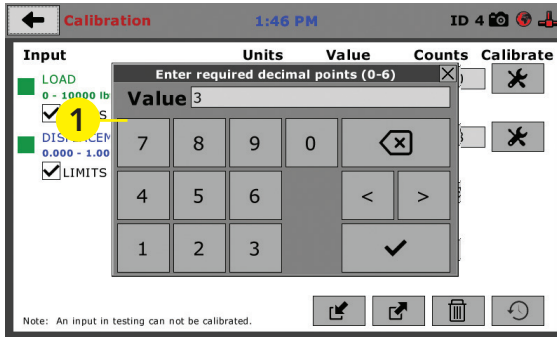 Calibration 1:46 PM ID 4
Input Units Value Counts Calibrate
Enter required decimal points (0-6)
LOAD
0 - 10000 lb
Value 3
1
7 8 9 0
0.000 - 1.00
LIMITS
4 5 6 < >
1 2 3
Note: An input in testing can not be calibrated.